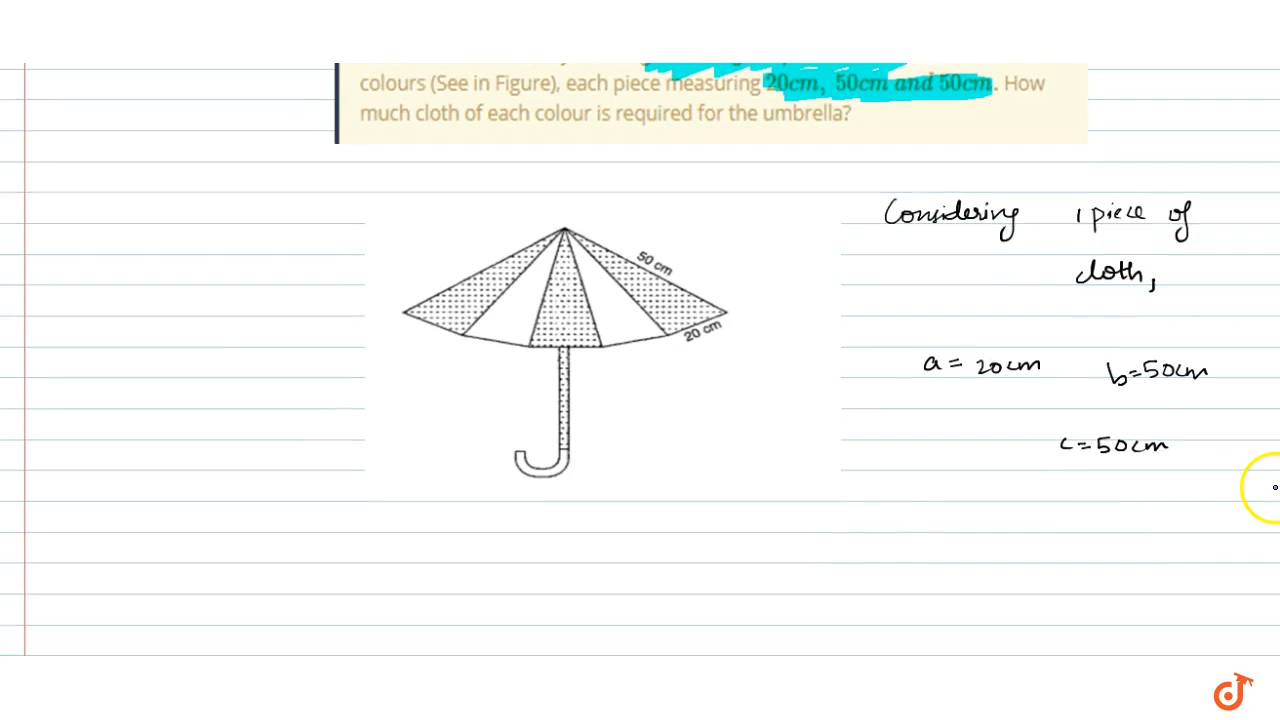 colours (See in Figure), each piece measuring 20cm, 50cm and 50cm. How
much cloth of each colour is required for the umbrella?
Considering 1 piece of
cloth,
50 cm
20 cm
a = 20cm b=50cm
c=50cm